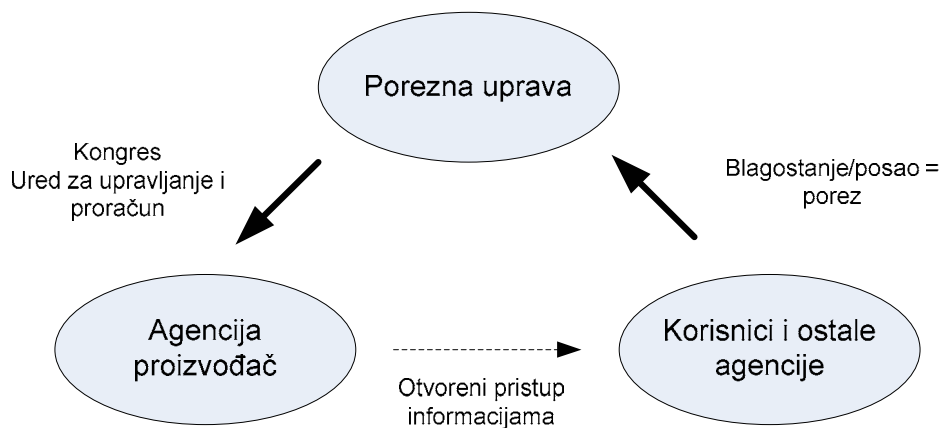 Porezna uprava
Kongres
Ured za upravljanje i
proračun
Blagostanje/posao =
porez
Agencija
proizvođač
Otvoreni pristup
informacijama
Korisnici i ostale
agencije